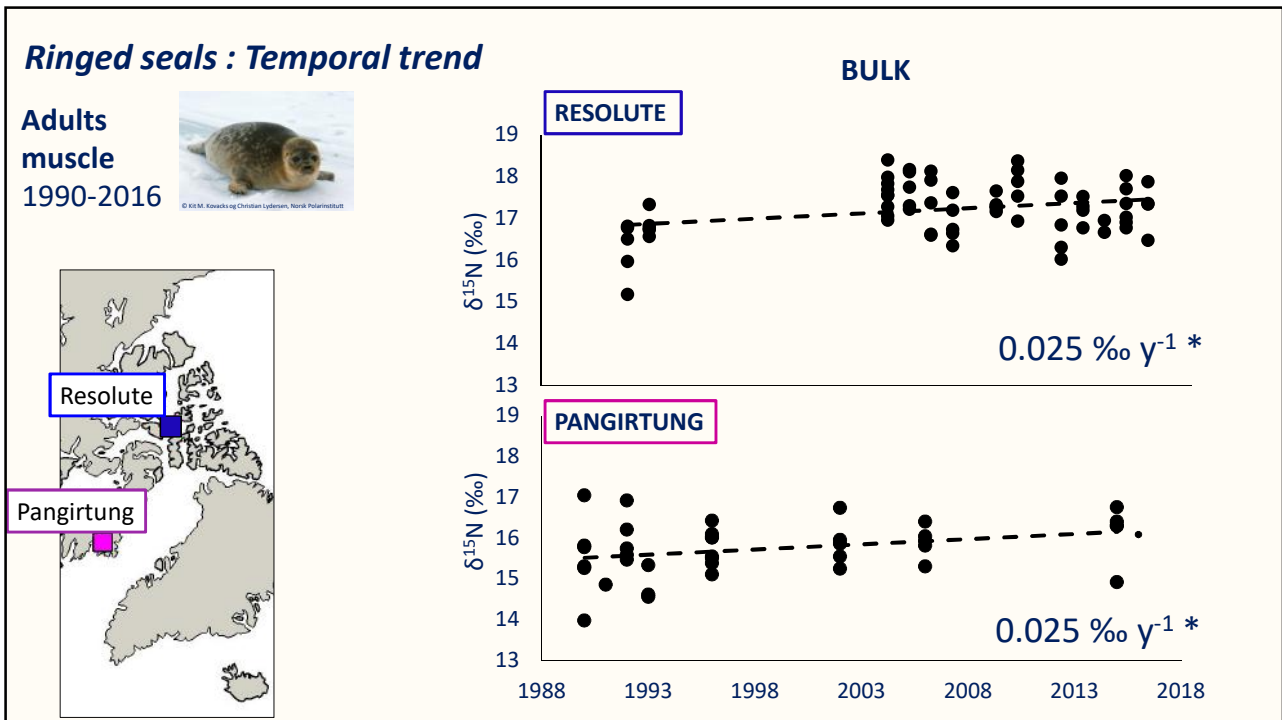 Ringed seals : Temporal trend
Adults
muscle
1990-2016
© Kit M. Kovacks og Christian Lydersen, Norsk Polarinstitutt
Resolute
Pangirtung
BULK
RESOLUTE
19
18
17
16
15
14
13
δ¹⁵N (‰)
0.025 ‰ y⁻¹ *
PANGIRTUNG
19
18
17
16
15
14
13
δ¹⁵N (‰)
0.025 ‰ y⁻¹ *
1988 1993 1998 2003 2008 2013 2018